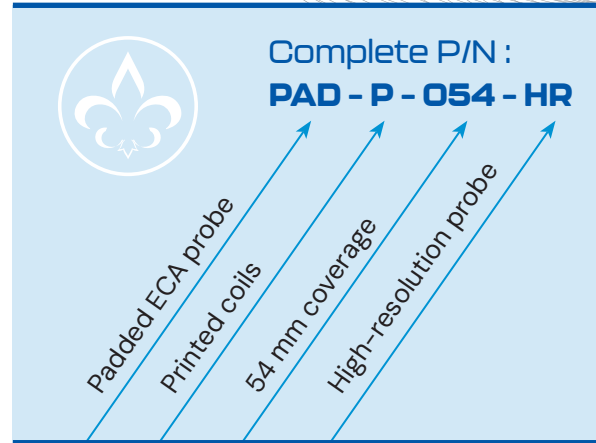 Complete P/N :
PAD - P - 054 - HR
Padded ECA probe
Printed coils
54 mm coverage
High-resolution probe